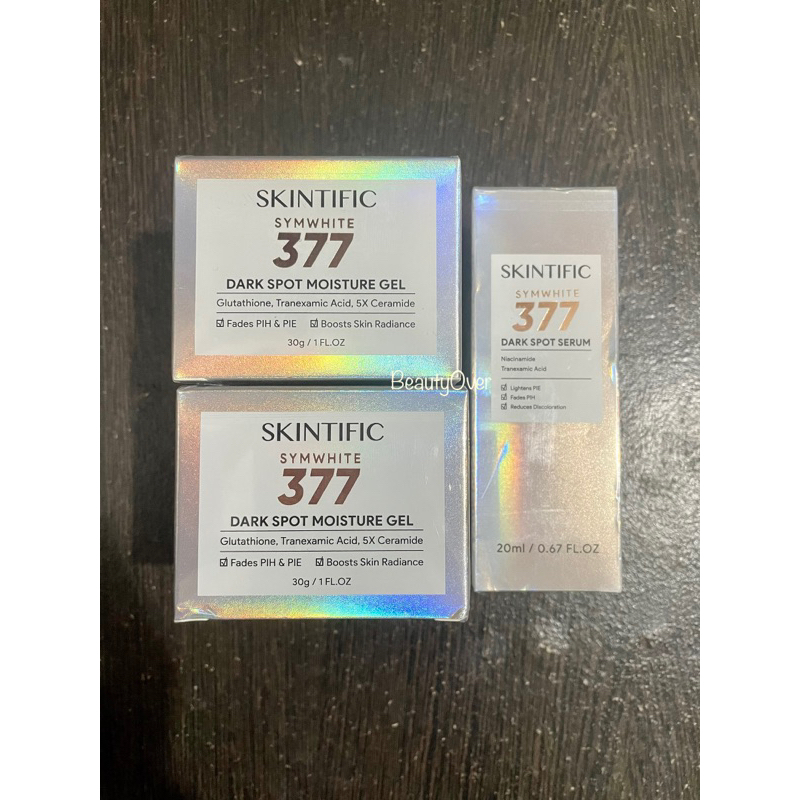 SKINTIFIC
SYMWHITE
377
DARK SPOT MOISTURE GEL
Glutathione, Tranexamic Acid, 5X Ceramide
☑ Fades PIH & PIE ☑ Boosts Skin Radiance
30g / 1 FL.OZ
SKINTIFIC
SYMWHITE
377
DARK SPOT MOISTURE GEL
Glutathione, Tranexamic Acid, 5X Ceramide
☑ Fades PIH & PIE ☑ Boosts Skin Radiance
30g / 1 FL.OZ
SKINTIFIC
SYMWHITE
377
DARK SPOT SERUM
Niacinamide
Tranexamic Acid
☑ Lightens PIE
☑ Fades PIH
☑ Reduces Discoloration
20ml / 0.67 FL.OZ
BeautyOver